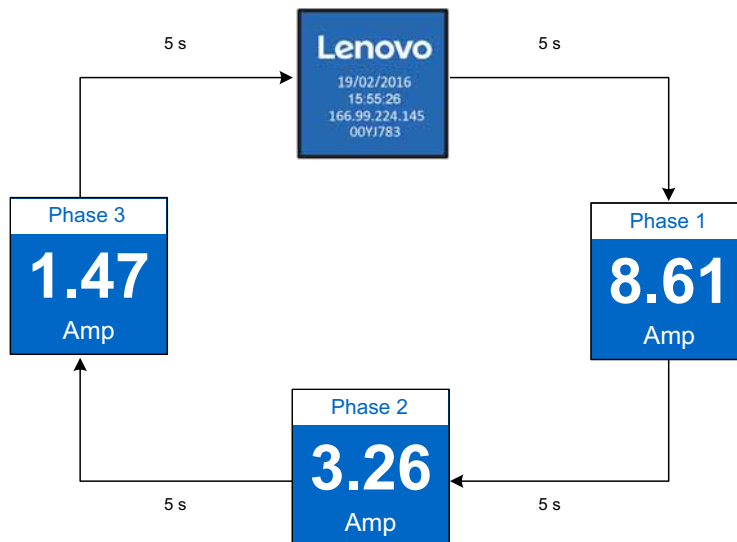 5 s
5 s
Lenovo
19/02/2016
15:55:26
166.99.224.145
00YJ783
Phase 3
1.47
Amp
Phase 1
8.61
Amp
Phase 2
3.26
Amp
5 s
5 s